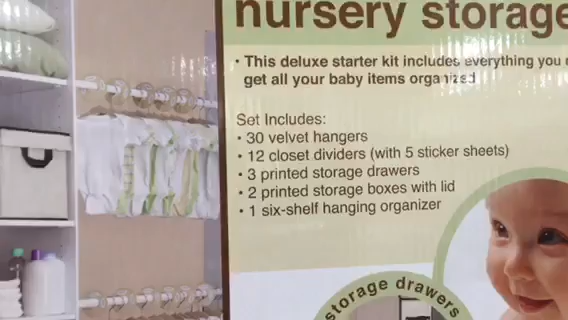 nursery storage
• This deluxe starter kit includes everything you
get all your baby items organized
Set Includes:
• 30 velvet hangers
• 12 closet dividers (with 5 sticker sheets)
• 3 printed storage drawers
• 2 printed storage boxes with lid
• 1 six-shelf hanging organizer
storage drawers